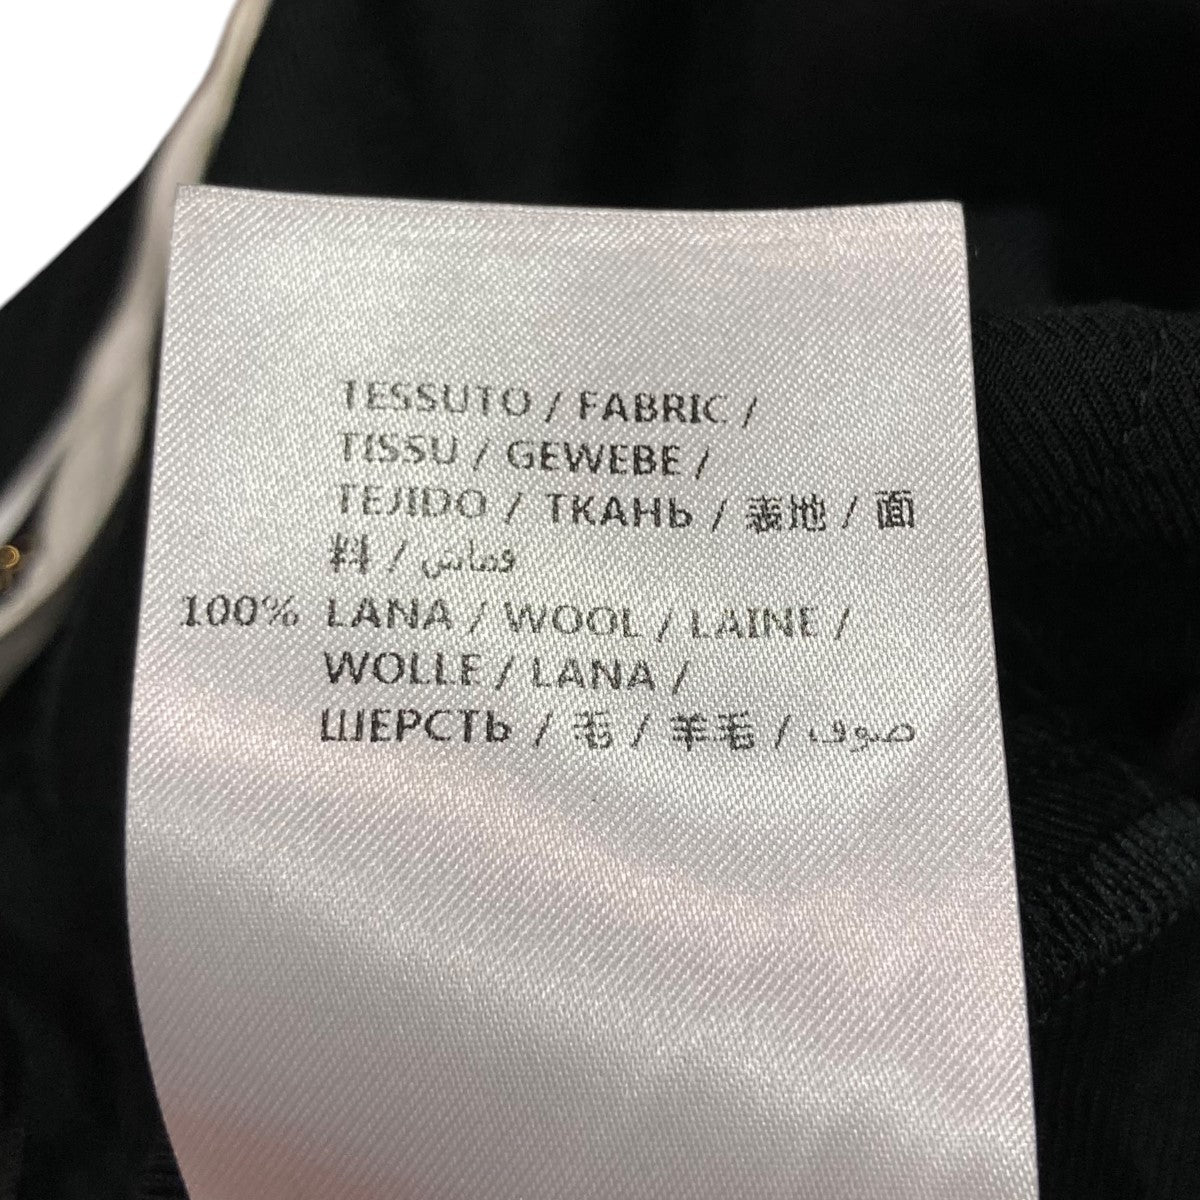 TESSUTO / FABRIC /
TISSU / GEWEBE /
TEJIDO / ТКАНЬ / 表地 / 面
料 / قماش
100% LANA / WOOL / LAINE /
WOLLE / LANA /
ШЕРСТЬ / 毛 / 羊毛 / صوف